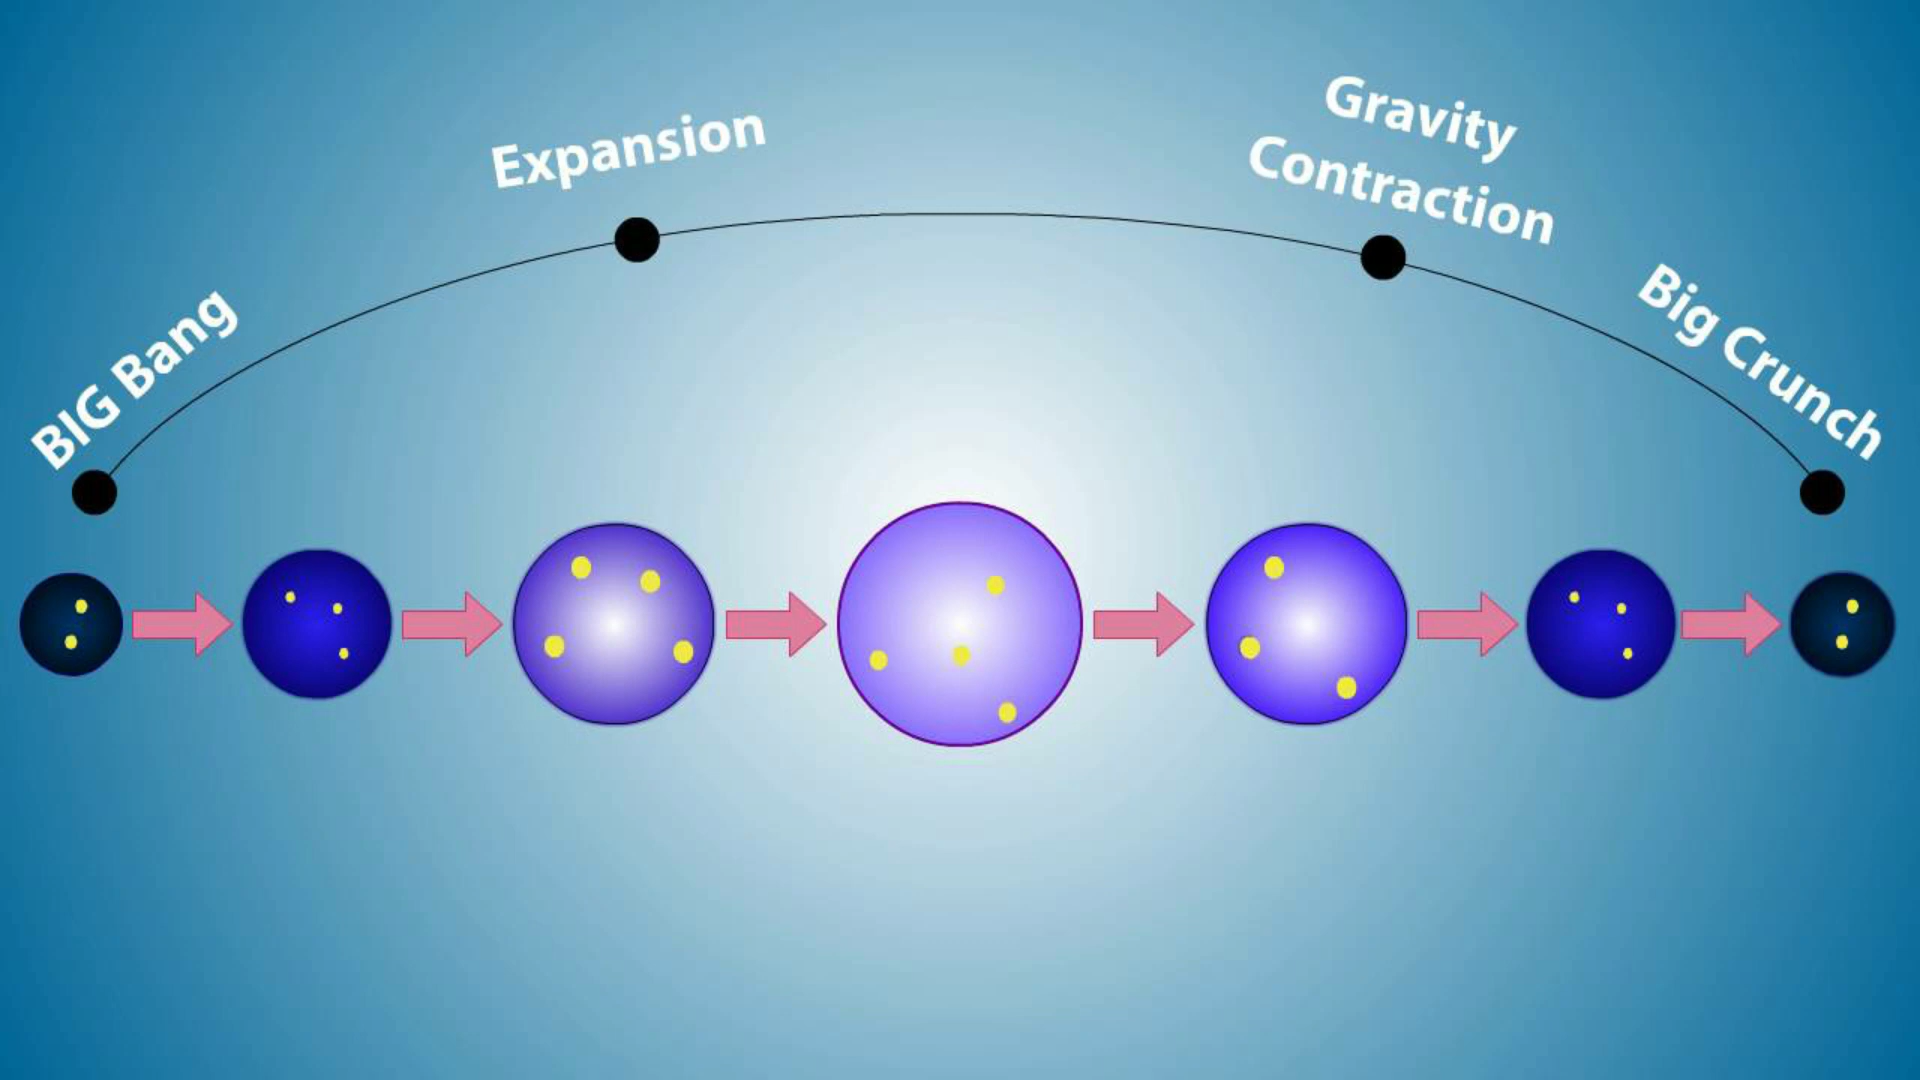 BIG Bang
Expansion
Gravity
Contraction
Big Crunch